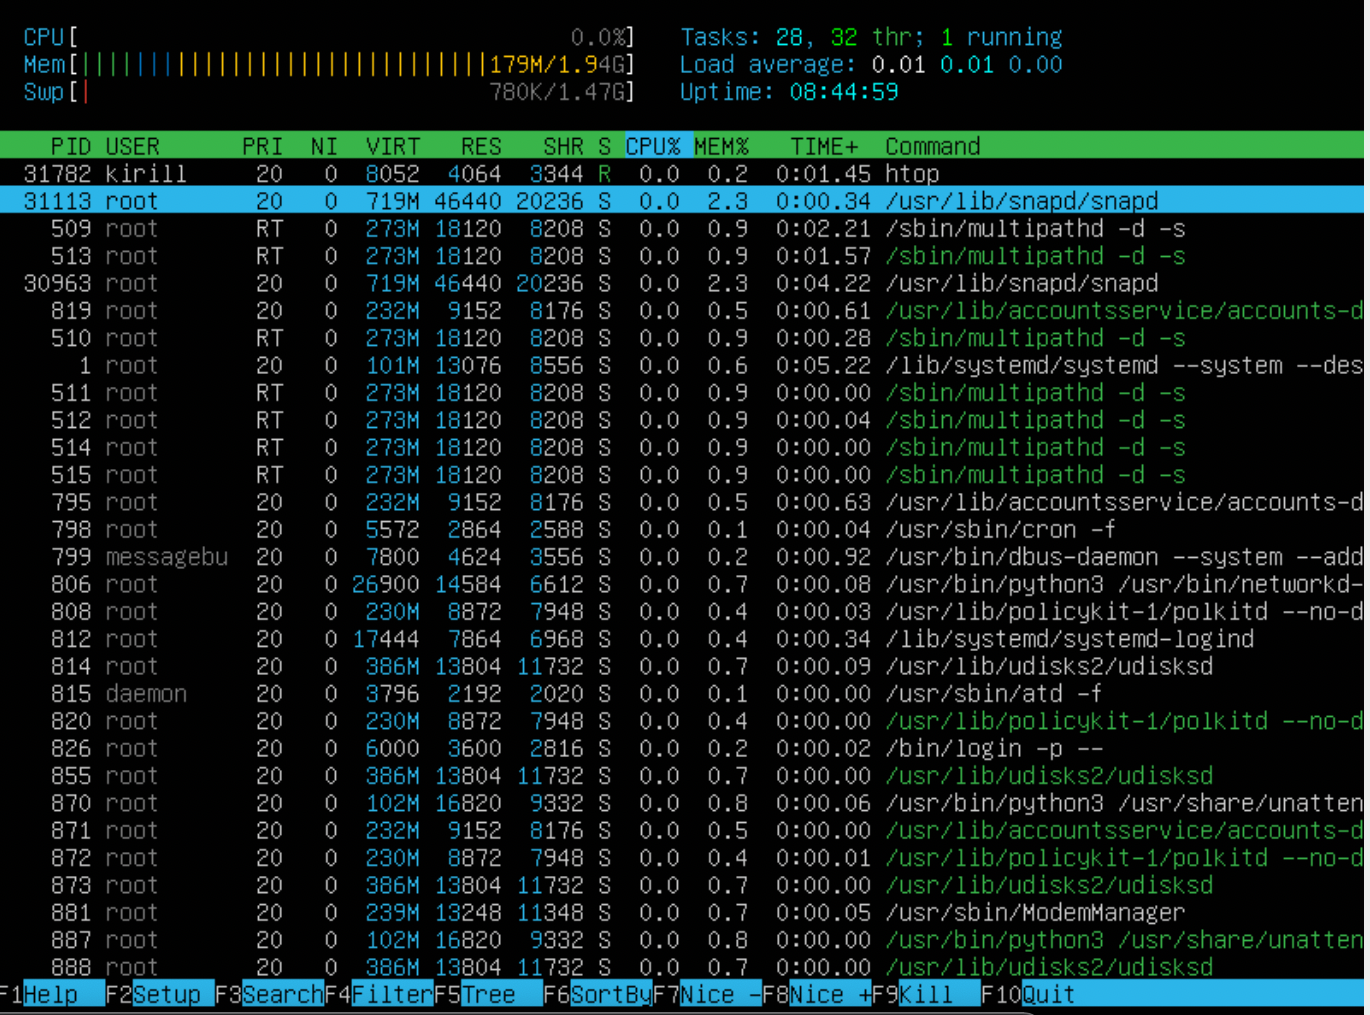 CPU[ 0.0%] Tasks: 28, 32 thr; 1 running
Mem[||||||||||||||||||||||||||||||179M/1.94G] Load average: 0.01 0.01 0.00
Swp[| 780K/1.47G] Uptime: 08:44:59
PID USER PRI NI VIRT RES SHR S CPU% MEM% TIME+ Command
31782 kirill 20 0 8052 4064 3344 R 0.0 0.2 0:01.45 htop
31113 root 20 0 719M 46440 20236 S 0.0 2.3 0:00.34 /usr/lib/snapd/snapd
509 root RT 0 273M 18120 8208 S 0.0 0.9 0:02.21 /sbin/multipathd -d -s
513 root RT 0 273M 18120 8208 S 0.0 0.9 0:01.57 /sbin/multipathd -d -s
30963 root 20 0 719M 46440 20236 S 0.0 2.3 0:04.22 /usr/lib/snapd/snapd
819 root 20 0 232M 9152 8176 S 0.0 0.5 0:00.61 /usr/lib/accountsservice/accounts-d
510 root RT 0 273M 18120 8208 S 0.0 0.9 0:00.28 /sbin/multipathd -d -s
1 root 20 0 101M 13076 8556 S 0.0 0.6 0:05.22 /lib/systemd/systemd --system --des
511 root RT 0 273M 18120 8208 S 0.0 0.9 0:00.00 /sbin/multipathd -d -s
512 root RT 0 273M 18120 8208 S 0.0 0.9 0:00.04 /sbin/multipathd -d -s
514 root RT 0 273M 18120 8208 S 0.0 0.9 0:00.00 /sbin/multipathd -d -s
515 root RT 0 273M 18120 8208 S 0.0 0.9 0:00.00 /sbin/multipathd -d -s
795 root 20 0 232M 9152 8176 S 0.0 0.5 0:00.63 /usr/lib/accountsservice/accounts-d
798 root 20 0 5572 2864 2588 S 0.0 0.1 0:00.04 /usr/sbin/cron -f
799 messagebu 20 0 7800 4624 3556 S 0.0 0.2 0:00.92 /usr/bin/dbus-daemon --system --add
806 root 20 0 26900 14584 6612 S 0.0 0.7 0:00.08 /usr/bin/python3 /usr/bin/networkd-
808 root 20 0 230M 8872 7948 S 0.0 0.4 0:00.03 /usr/lib/policykit-1/polkitd --no-d
812 root 20 0 17444 7864 6968 S 0.0 0.4 0:00.34 /lib/systemd/systemd-logind
814 root 20 0 386M 13804 11732 S 0.0 0.7 0:00.09 /usr/lib/udisks2/udisksd
815 daemon 20 0 3796 2192 2020 S 0.0 0.1 0:00.00 /usr/sbin/atd -f
820 root 20 0 230M 8872 7948 S 0.0 0.4 0:00.00 /usr/lib/policykit-1/polkitd --no-d
826 root 20 0 6000 3600 2816 S 0.0 0.2 0:00.02 /bin/login -p --
855 root 20 0 386M 13804 11732 S 0.0 0.7 0:00.00 /usr/lib/udisks2/udisksd
870 root 20 0 102M 16820 9332 S 0.0 0.8 0:00.06 /usr/bin/python3 /usr/share/unatten
871 root 20 0 232M 9152 8176 S 0.0 0.5 0:00.00 /usr/lib/accountsservice/accounts-d
872 root 20 0 230M 8872 7948 S 0.0 0.4 0:00.01 /usr/lib/policykit-1/polkitd --no-d
873 root 20 0 386M 13804 11732 S 0.0 0.7 0:00.00 /usr/lib/udisks2/udisksd
881 root 20 0 239M 13248 11348 S 0.0 0.7 0:00.05 /usr/sbin/ModemManager
887 root 20 0 102M 16820 9332 S 0.0 0.8 0:00.00 /usr/bin/python3 /usr/share/unatten
888 root 20 0 386M 13804 11732 S 0.0 0.7 0:00.00 /usr/lib/udisks2/udisksd
F1Help F2Setup F3SearchF4FilterF5Tree F6SortByF7Nice -F8Nice +F9Kill F10Quit